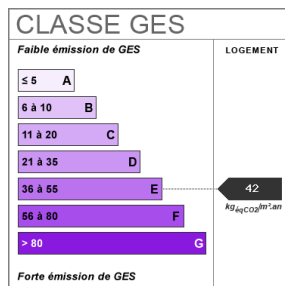 CLASSE GES
Faible émission de GES
LOGEMENT
≤ 5 A
6 à 10 B
11 à 20 C
21 à 35 D
36 à 55 E
42
kgéqCO2/m².an
56 à 80 F
> 80 G
Forte émission de GES